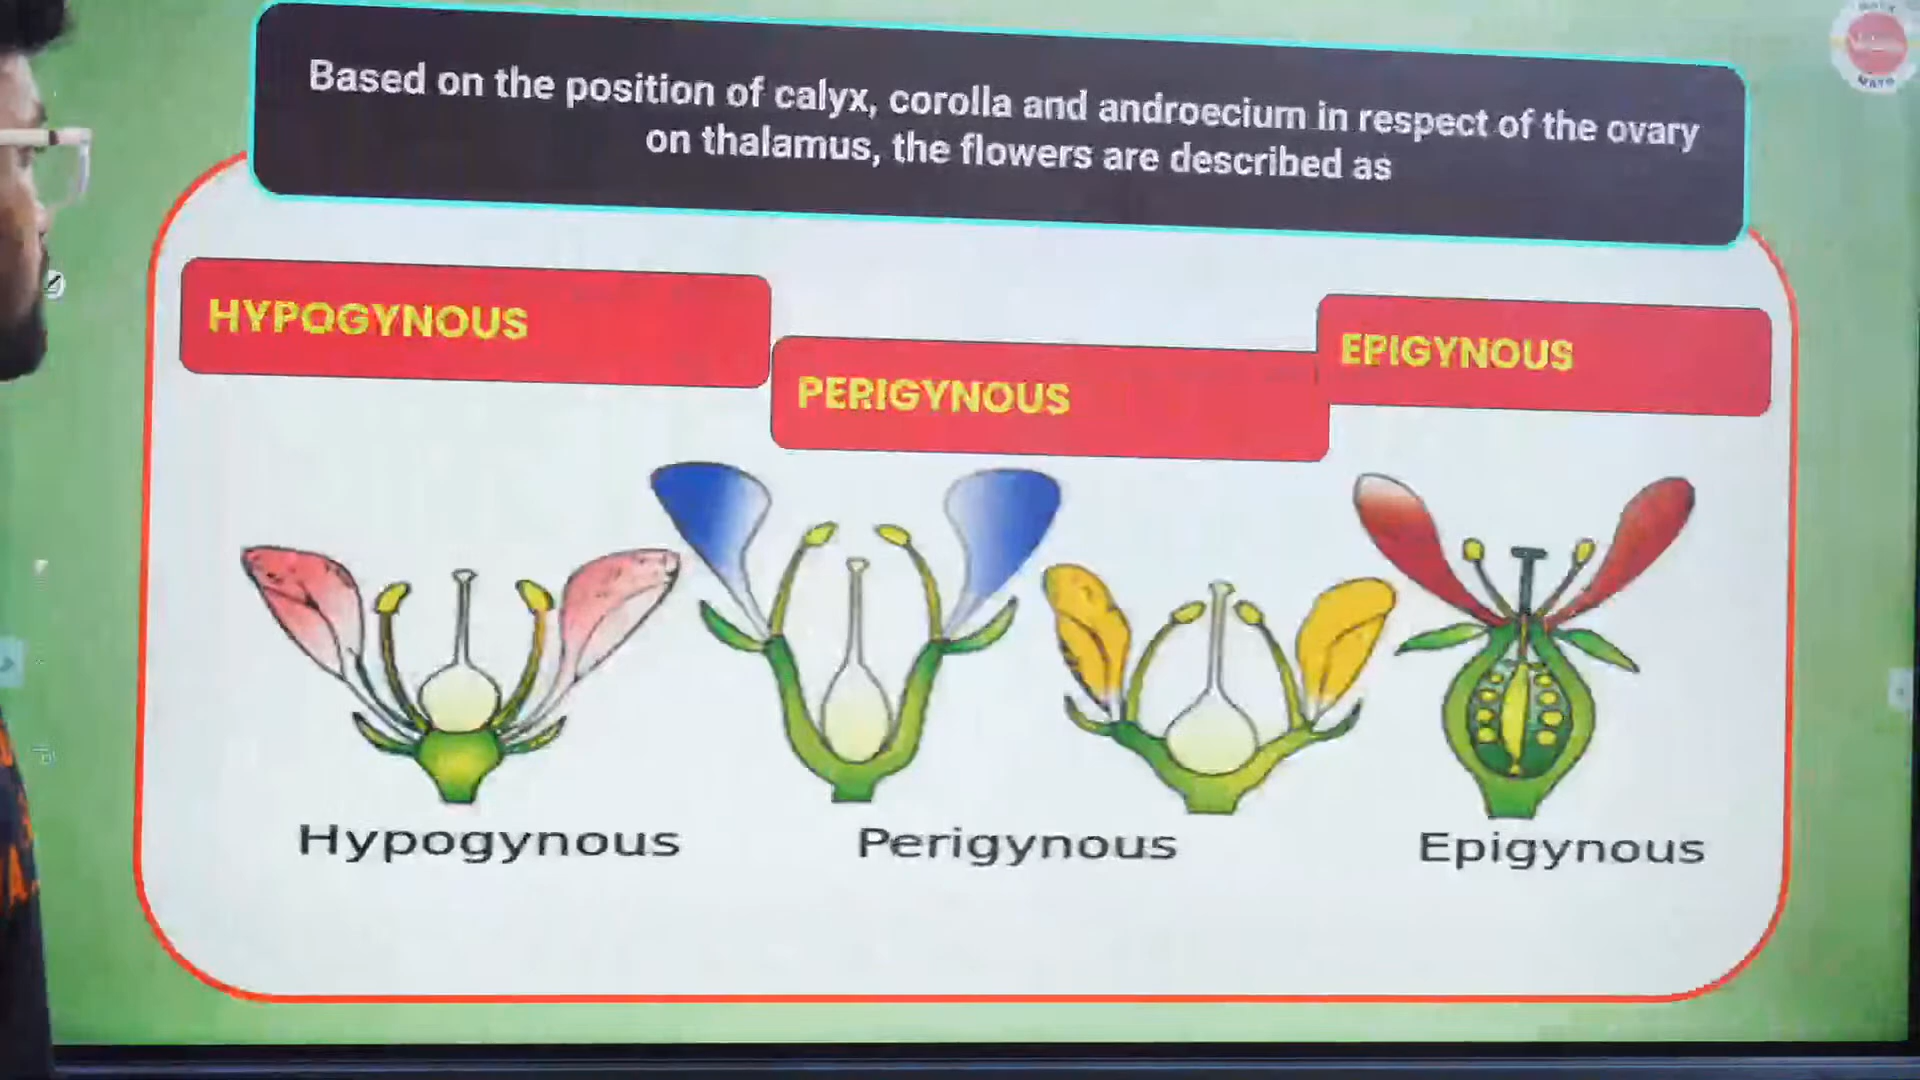 Based on the position of calyx, corolla and androecium in respect of the ovary
on thalamus, the flowers are described as
HYPOGYNOUS
PERIGYNOUS
EPIGYNOUS
Hypogynous
Perigynous
Epigynous